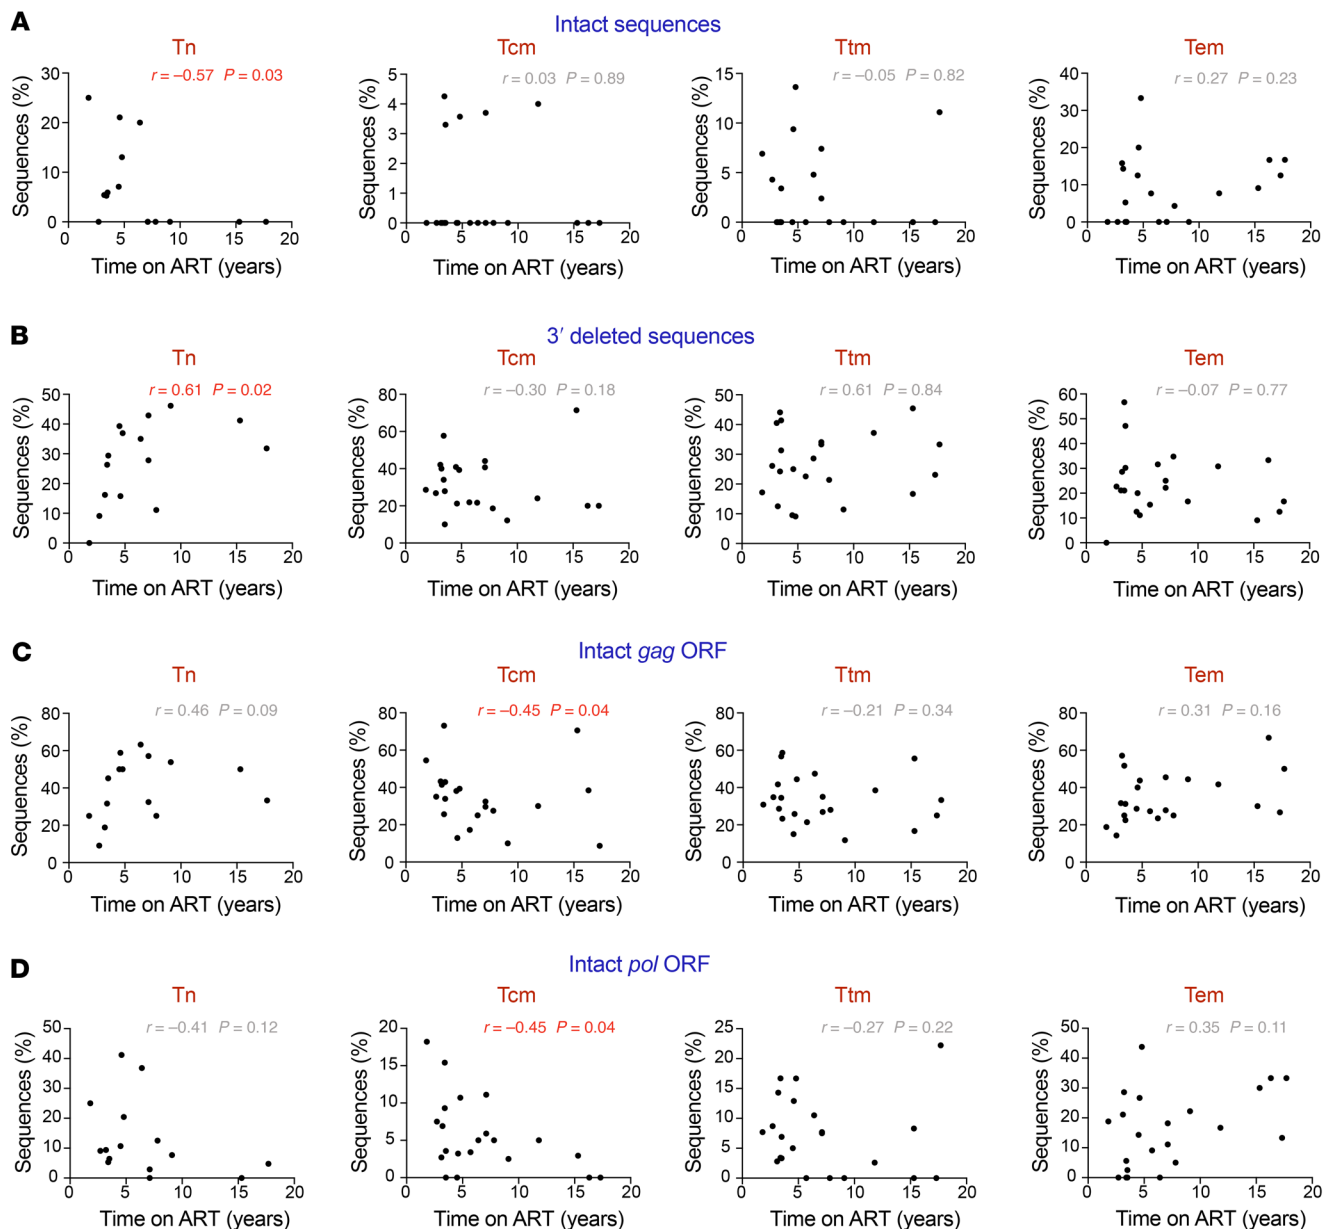 A
Intact sequences
Tn
Tcm
Ttm
Tem
r = –0.57 P = 0.03
r = 0.03 P = 0.89
r = –0.05 P = 0.82
r = 0.27 P = 0.23
Sequences (%)
30
20
10
0
0 5 10 15 20
Time on ART (years)
Sequences (%)
5
4
3
2
1
0
0 5 10 15 20
Time on ART (years)
Sequences (%)
15
10
5
0
0 5 10 15 20
Time on ART (years)
Sequences (%)
40
30
20
10
0
0 5 10 15 20
Time on ART (years)
B
3′ deleted sequences
Tn
Tcm
Ttm
Tem
r = 0.61 P = 0.02
r = –0.30 P = 0.18
r = 0.61 P = 0.84
r = –0.07 P = 0.77
Sequences (%)
50
40
30
20
10
0
0 5 10 15 20
Time on ART (years)
Sequences (%)
80
60
40
20
0
0 5 10 15 20
Time on ART (years)
Sequences (%)
50
40
30
20
10
0
0 5 10 15 20
Time on ART (years)
Sequences (%)
60
50
40
30
20
10
0
0 5 10 15 20
Time on ART (years)
C
Intact gag ORF
Tn
Tcm
Ttm
Tem
r = 0.46 P = 0.09
r = –0.45 P = 0.04
r = –0.21 P = 0.34
r = 0.31 P = 0.16
Sequences (%)
80
60
40
20
0
0 5 10 15 20
Time on ART (years)
Sequences (%)
80
60
40
20
0
0 5 10 15 20
Time on ART (years)
Sequences (%)
80
60
40
20
0
0 5 10 15 20
Time on ART (years)
Sequences (%)
80
60
40
20
0
0 5 10 15 20
Time on ART (years)
D
Intact pol ORF
Tn
Tcm
Ttm
Tem
r = –0.41 P = 0.12
r = –0.45 P = 0.04
r = –0.27 P = 0.22
r = 0.35 P = 0.11
Sequences (%)
50
40
30
20
10
0
0 5 10 15 20
Time on ART (years)
Sequences (%)
20
15
10
5
0
0 5 10 15 20
Time on ART (years)
Sequences (%)
25
20
15
10
5
0
0 5 10 15 20
Time on ART (years)
Sequences (%)
50
40
30
20
10
0
0 5 10 15 20
Time on ART (years)